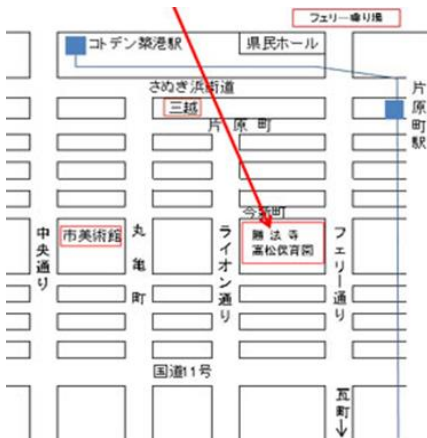 フェリー乗り場
コトデン築港駅
県民ホール
さぬき浜街道
片原町駅
三越
片原町
今新町
中央通り
市美術館
丸亀町
ライオン通り
勝法寺
高松保育園
フェリー通り
国道11号
瓦町↓